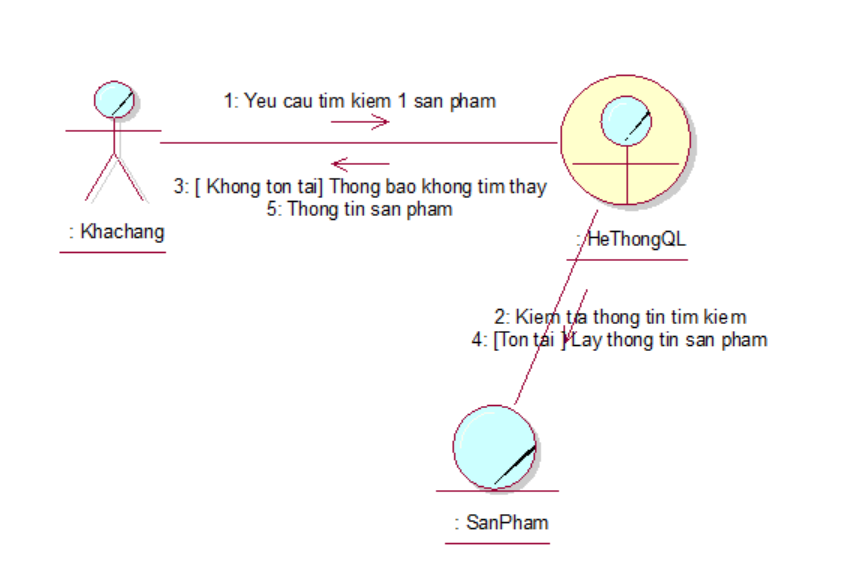 1: Yeu cau tim kiem 1 san pham
3: [ Khong ton tai] Thong bao khong tim thay
5: Thong tin san pham
: Khachang
: HeThongQL
2: Kiem tra thong tin tim kiem
4: [Ton tai ] Lay thong tin san pham
: SanPham